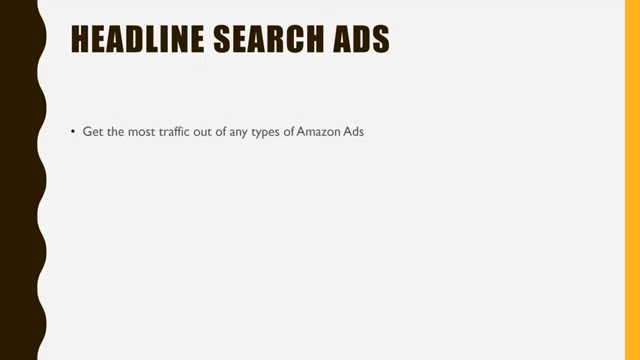 HEADLINE SEARCH ADS
• Get the most traffic out of any types of Amazon Ads